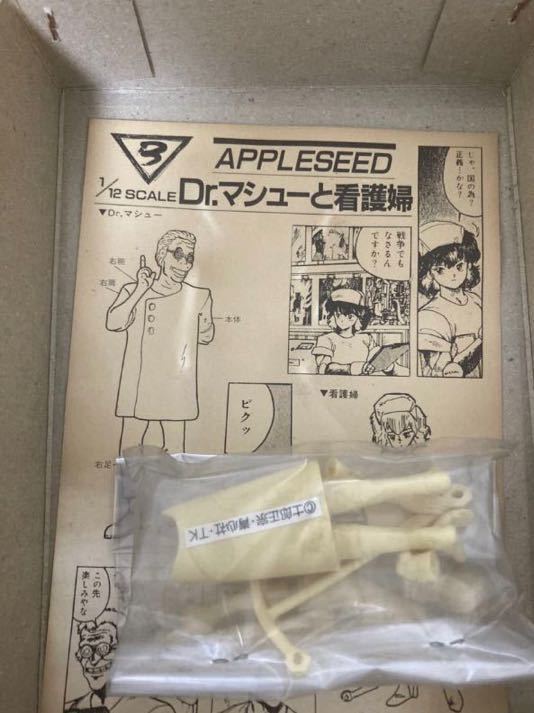 3
APPLESEED
1/12 SCALE Dr.マシューと看護婦
▼Dr,マシュー
右腕
右肩
本体
右足
じゃ、国の為?
正義…かな?
戦争でも
なさるん
ですか?
▼看護婦
ピクッ
©士郎正宗・青心社・TK
この先
楽しみやな